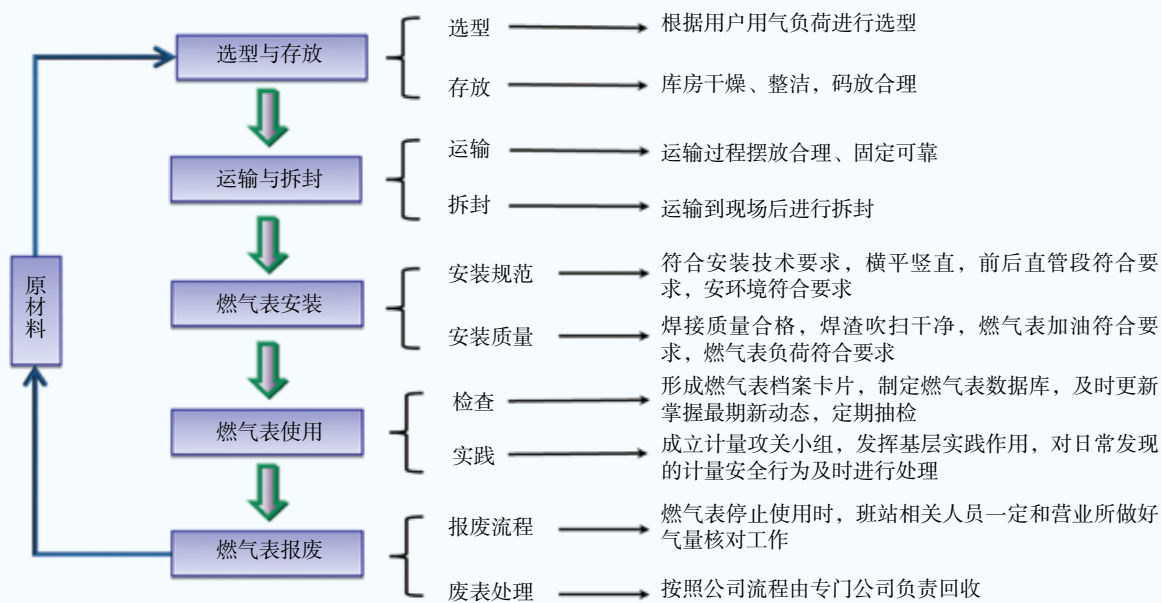 选型与存放
选型
根据用户用气负荷进行选型
存放
库房干燥、整洁，码放合理
运输与拆封
运输
运输过程摆放合理、固定可靠
拆封
运输到现场后进行拆封
原材料
燃气表安装
安装规范
符合安装技术要求，横平竖直，前后直管段符合要
求，安环境符合要求
安装质量
焊接质量合格，焊渣吹扫干净，燃气表加油符合要
求，燃气表负荷符合要求
燃气表使用
检查
形成燃气表档案卡片，制定燃气表数据库，及时更新
掌握最期新动态，定期抽检
实践
成立计量攻关小组，发挥基层实践作用，对日常发现
的计量安全行为及时进行处理
燃气表报废
报废流程
燃气表停止使用时，班站相关人员一定和营业所做好
气量核对工作
废表处理
按照公司流程由专门公司负责回收